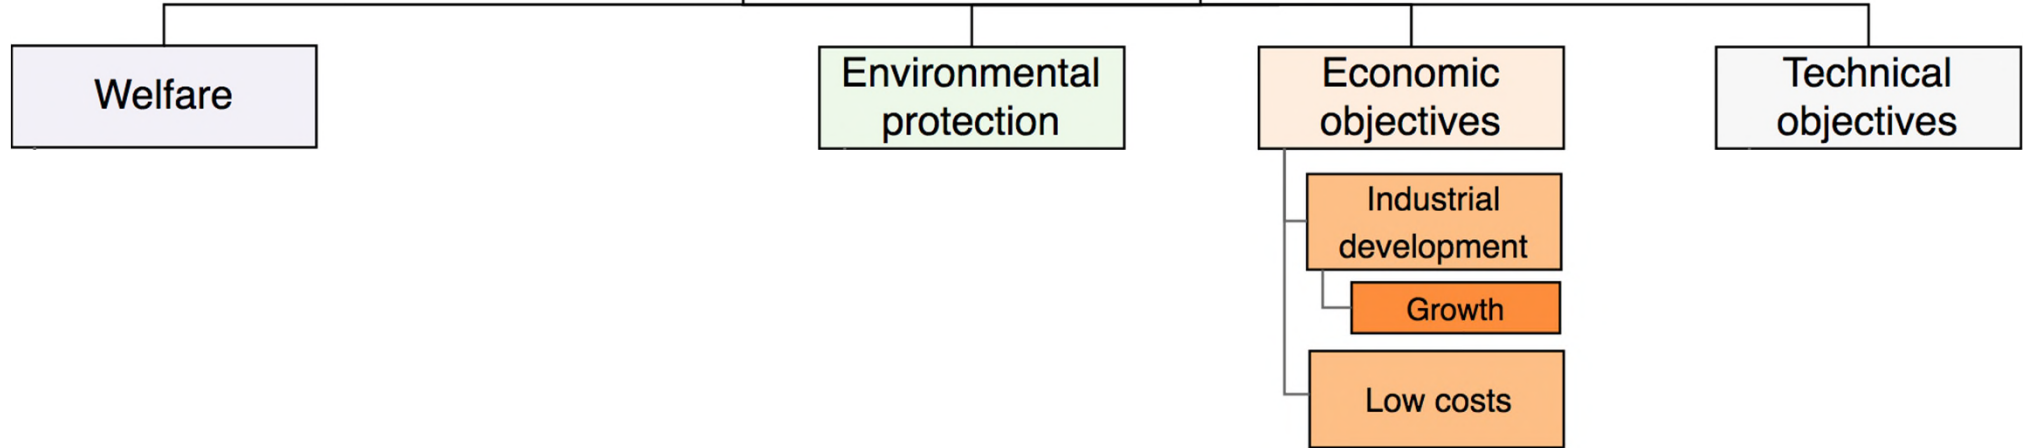 Welfare
Environmental
protection
Economic
objectives
Technical
objectives
Industrial
development
Growth
Low costs